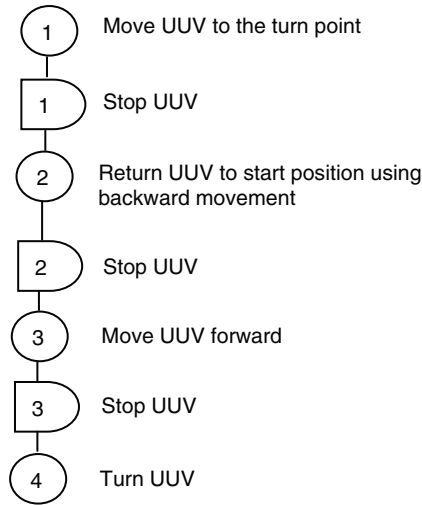 1 Move UUV to the turn point
1 Stop UUV
2 Return UUV to start position using
backward movement
2 Stop UUV
3 Move UUV forward
3 Stop UUV
4 Turn UUV